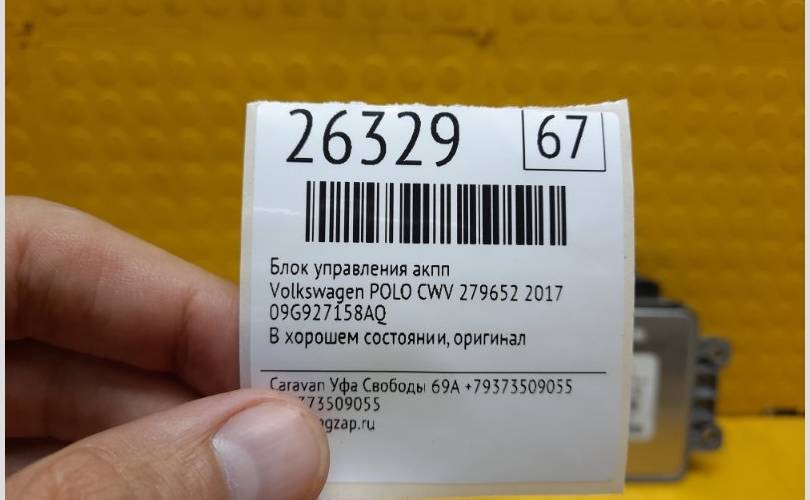 26329
67
Блок управления акпп
Volkswagen POLO CWV 279652 2017
09G927158AQ
В хорошем состоянии, оригинал
Caravan Уфа Свободы 69А +79373509055